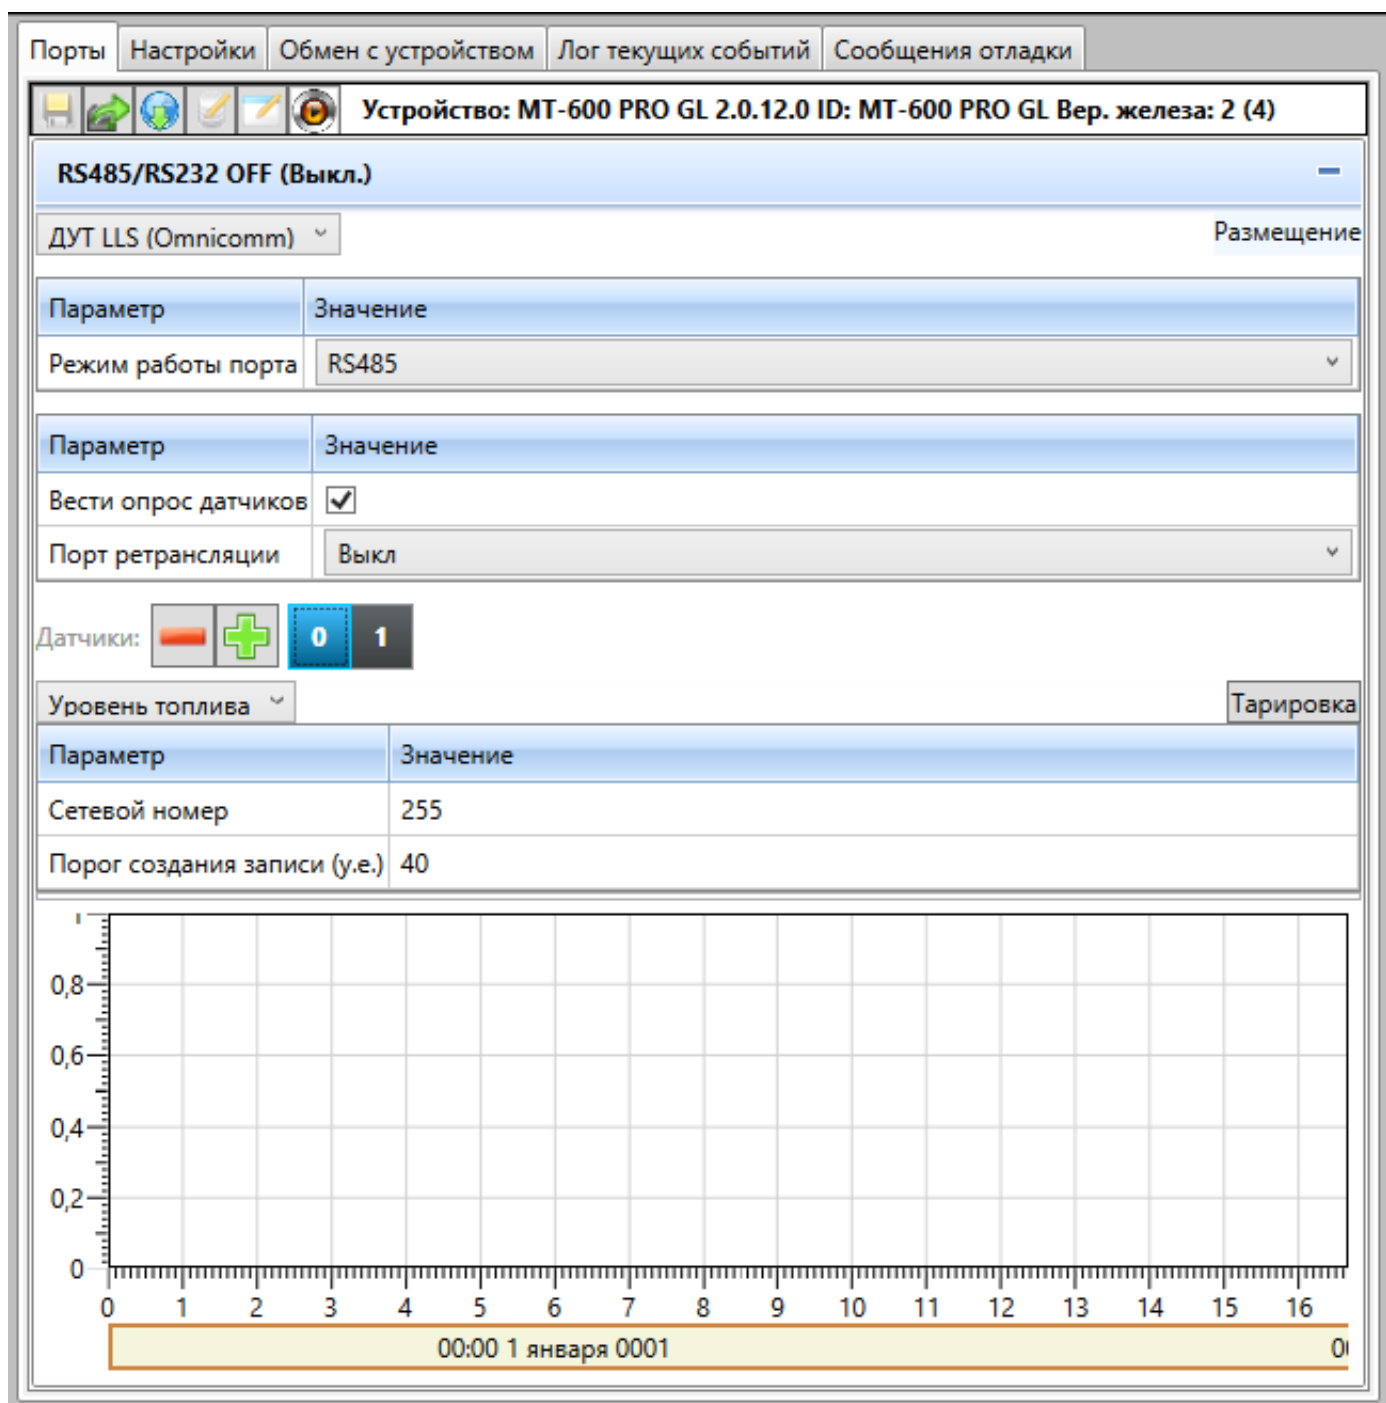 Порты Настройки Обмен с устройством Лог текущих событий Сообщения отладки
Устройство: МТ-600 PRO GL 2.0.12.0 ID: МТ-600 PRO GL Вер. железа: 2 (4)
RS485/RS232 OFF (Выкл.)
ДУТ LLS (Omnicomm) Размещение
Параметр Значение
Режим работы порта RS485
Параметр Значение
Вести опрос датчиков
Порт ретрансляции Выкл
Датчики: 0 1
Уровень топлива Тарировка
Параметр Значение
Сетевой номер 255
Порог создания записи (у.е.) 40
1
0,8
0,6
0,4
0,2
0
0 1 2 3 4 5 6 7 8 9 10 11 12 13 14 15 16
00:00 1 января 0001